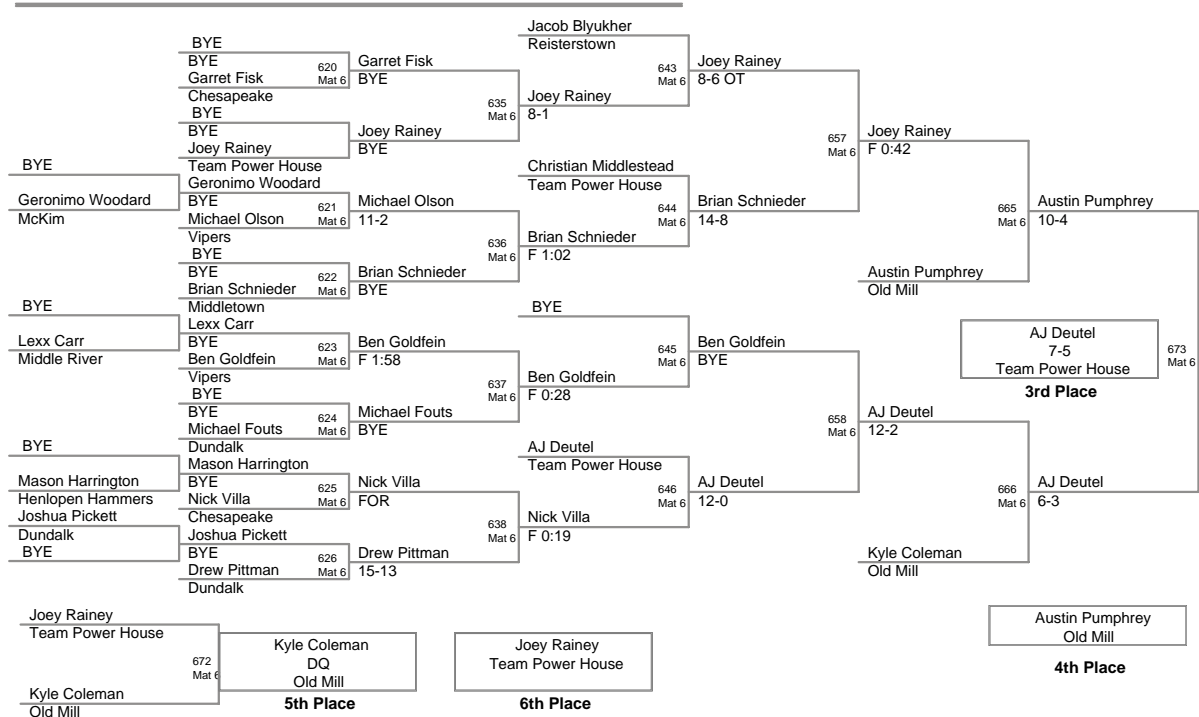 BYE
Geronimo Woodard
McKim
BYE
Lexx Carr
Middle River
BYE
Mason Harrington
Henlopen Hammers
Joshua Pickett
Dundalk
BYE
BYE
BYE
620
Garret Fisk
Mat 6
Chesapeake
BYE
BYE
Joey Rainey
Team Power House
Geronimo Woodard
BYE
621
Michael Olson
Mat 6
Vipers
BYE
BYE
622
Brian Schnieder
Mat 6
Middletown
Lexx Carr
BYE
623
Ben Goldfein
Mat 6
Vipers
BYE
BYE
624
Michael Fouts
Mat 6
Dundalk
Mason Harrington
BYE
625
Nick Villa
Mat 6
Chesapeake
Joshua Pickett
BYE
626
Drew Pittman
Mat 6
Dundalk
Garret Fisk
BYE
635
Mat 6
Joey Rainey
BYE
Michael Olson
11-2
636
Mat 6
Brian Schnieder
BYE
Ben Goldfein
F 1:58
637
Mat 6
Michael Fouts
BYE
Nick Villa
FOR
638
Mat 6
Drew Pittman
15-13
Jacob Blyukher
Reisterstown
643
Mat 6
Joey Rainey
8-1
Christian Middlestead
Team Power House
644
Mat 6
Brian Schnieder
F 1:02
BYE
645
Mat 6
Ben Goldfein
F 0:28
AJ Deutel
Team Power House
646
Mat 6
Nick Villa
F 0:19
Joey Rainey
8-6 OT
657
Mat 6
Brian Schnieder
14-8
Ben Goldfein
BYE
658
Mat 6
AJ Deutel
12-0
Joey Rainey
F 0:42
665
Mat 6
Austin Pumphrey
Old Mill
AJ Deutel
12-2
666
Mat 6
Kyle Coleman
Old Mill
Austin Pumphrey
10-4
673
Mat 6
AJ Deutel
6-3
AJ Deutel
7-5
Team Power House
3rd Place
Austin Pumphrey
Old Mill
4th Place
Joey Rainey
Team Power House
672
Mat 6
Kyle Coleman
Old Mill
Kyle Coleman
DQ
Old Mill
5th Place
Joey Rainey
Team Power House
6th Place